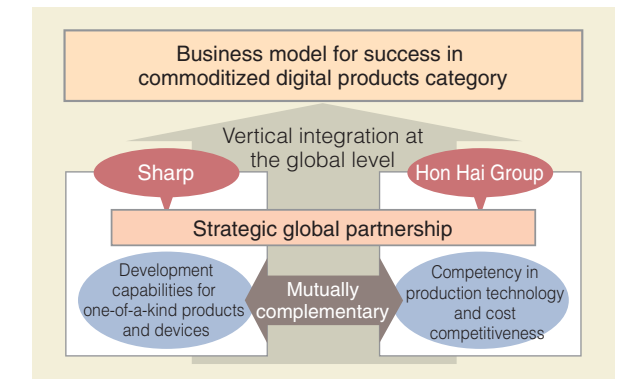 Business model for success in
commoditized digital products category
Vertical integration at
the global level
Sharp
Hon Hai Group
Strategic global partnership
Development
capabilities for
one-of-a-kind products
and devices
Mutually
complementary
Competency in
production technology
and cost
competitiveness